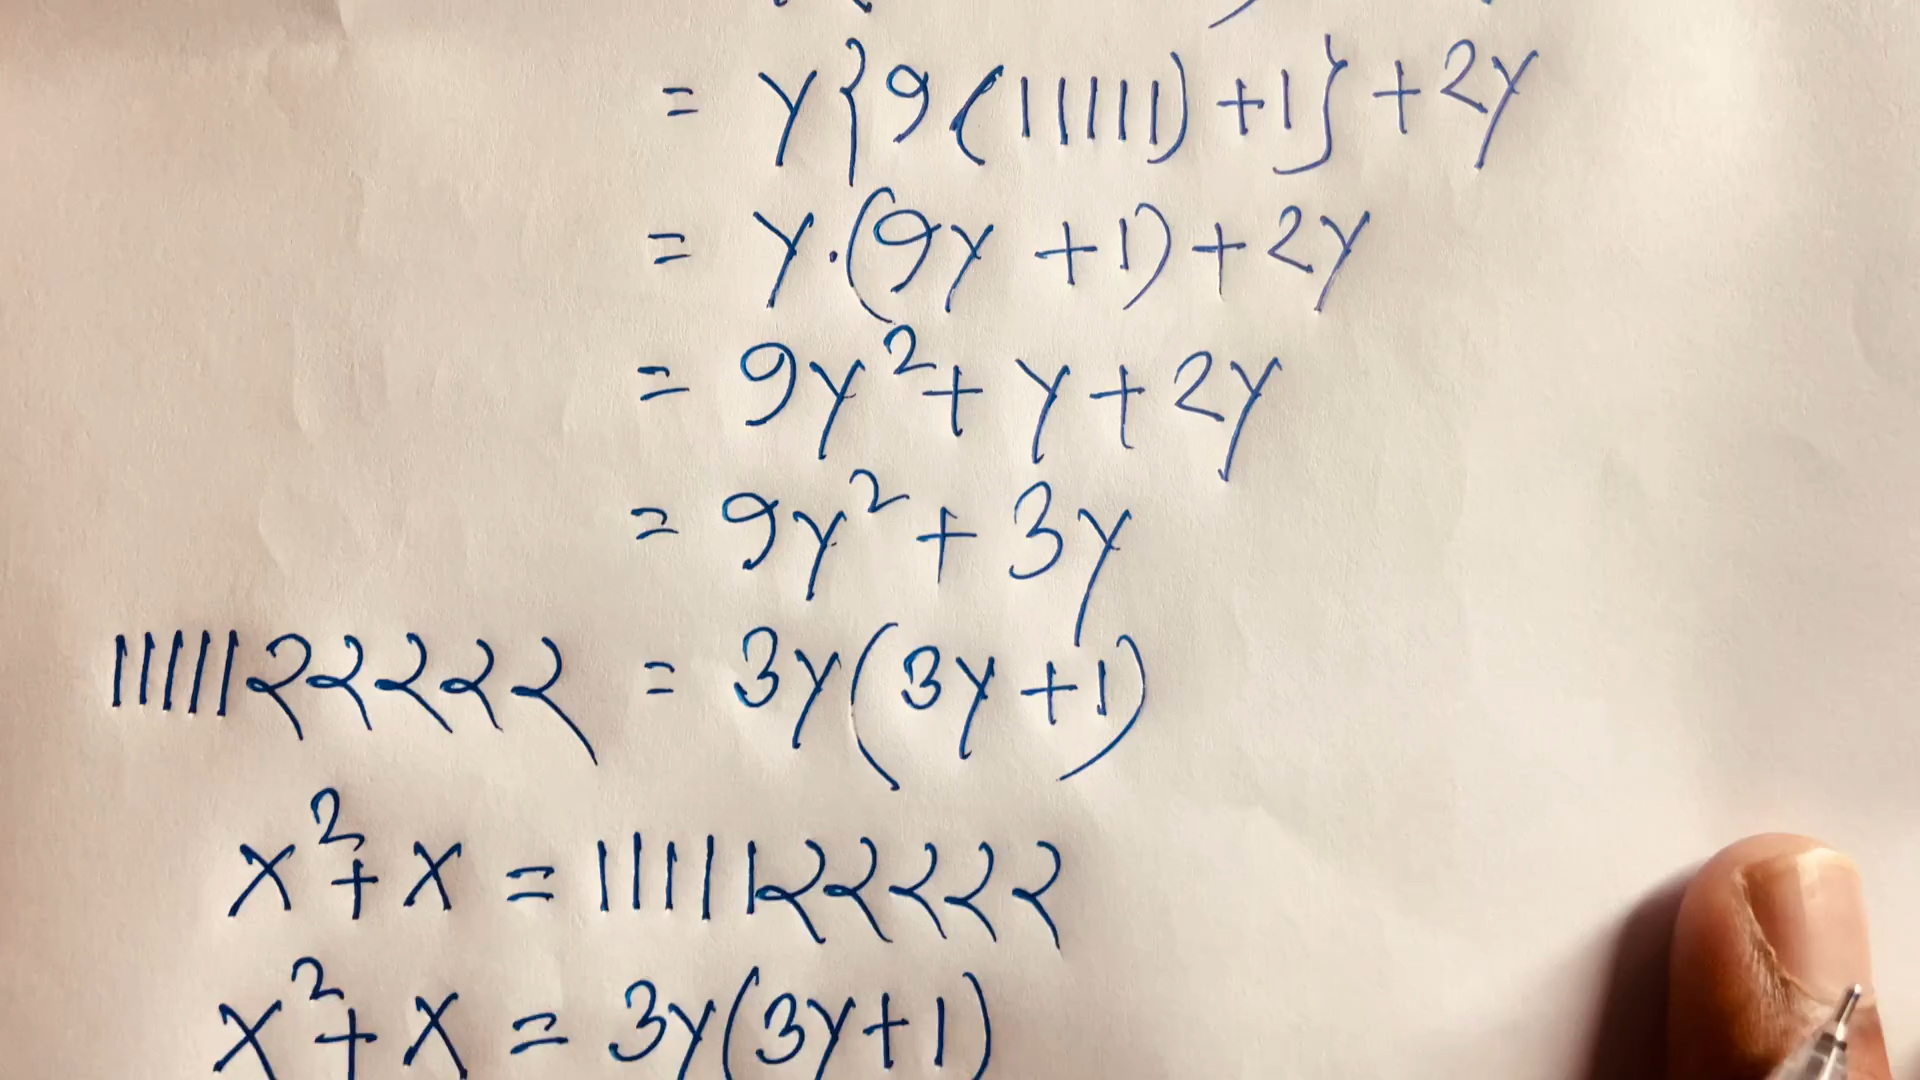 = y{9(11111)+1}+2y
= y.(9y+1)+2y
= 9y²+y+2y
= 9y²+3y
1111122222 = 3y(3y+1)
x²+x = 1111122222
x²+x = 3y(3y+1)